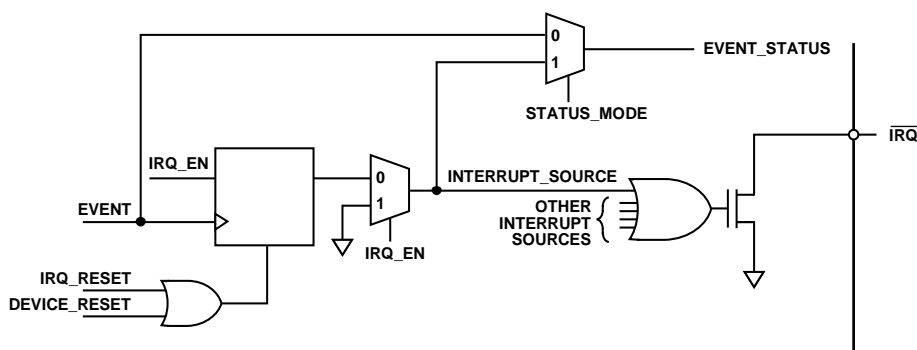 0
1
EVENT_STATUS
STATUS_MODE
IRQ
IRQ_EN
0
1
INTERRUPT_SOURCE
EVENT
OTHER
INTERRUPT
SOURCES
IRQ_EN
IRQ_RESET
DEVICE_RESET